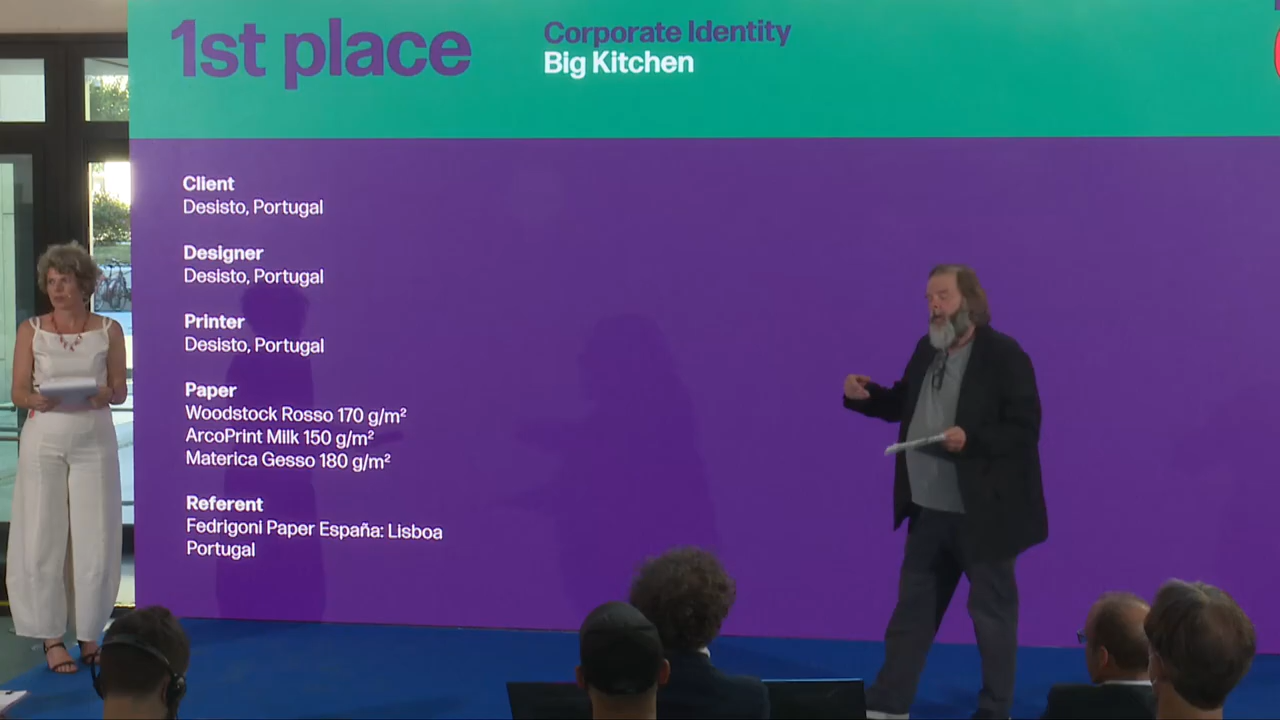 1st place
Corporate Identity
Big Kitchen
Client
Desisto, Portugal
Designer
Desisto, Portugal
Printer
Desisto, Portugal
Paper
Woodstock Rosso 170 g/m²
ArcoPrint Milk 150 g/m²
Materica Gesso 180 g/m²
Referent
Fedrigoni Paper España: Lisboa
Portugal